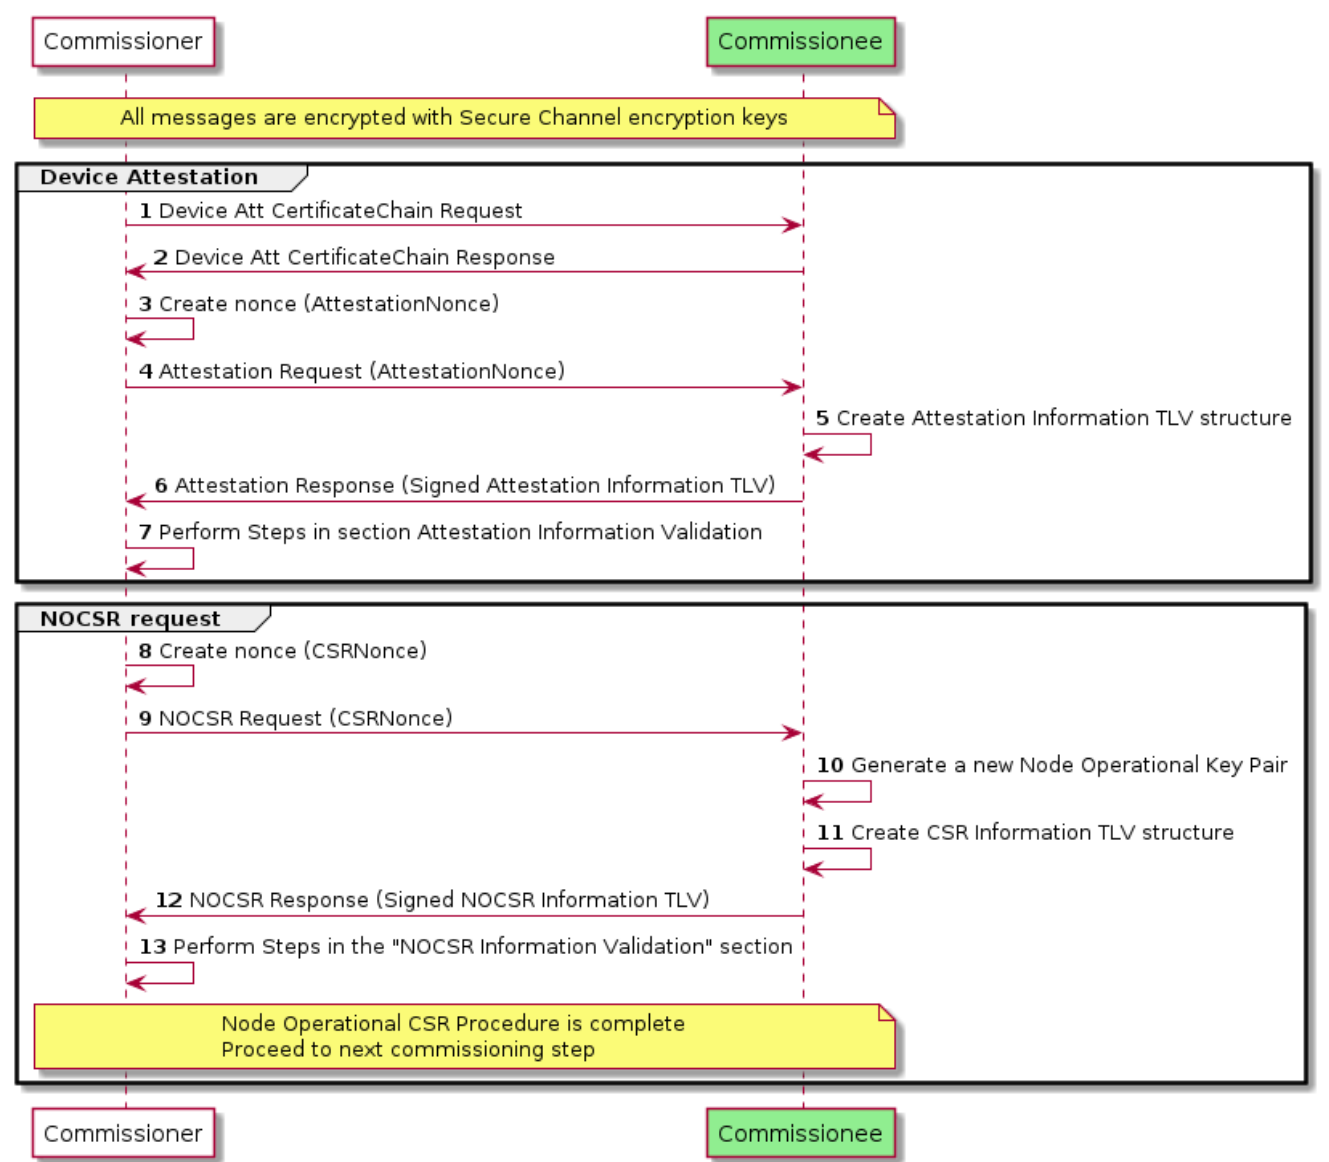 Commissioner
Commissionee
All messages are encrypted with Secure Channel encryption keys
Device Attestation
1 Device Att CertificateChain Request
2 Device Att CertificateChain Response
3 Create nonce (AttestationNonce)
4 Attestation Request (AttestationNonce)
5 Create Attestation Information TLV structure
6 Attestation Response (Signed Attestation Information TLV)
7 Perform Steps in section Attestation Information Validation
NOCSR request
8 Create nonce (CSRNonce)
9 NOCSR Request (CSRNonce)
10 Generate a new Node Operational Key Pair
11 Create CSR Information TLV structure
12 NOCSR Response (Signed NOCSR Information TLV)
13 Perform Steps in the "NOCSR Information Validation" section
Node Operational CSR Procedure is complete
Proceed to next commissioning step
Commissioner
Commissionee